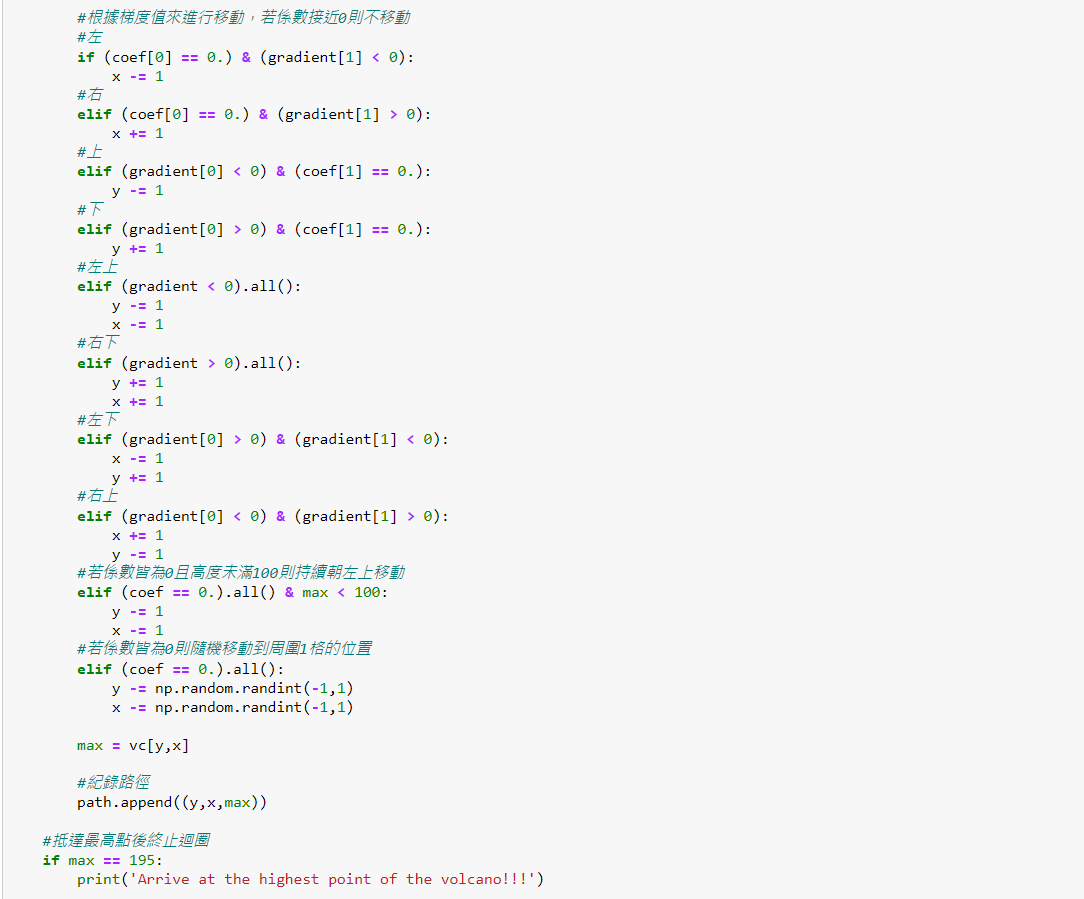 #根據梯度值來進行移動，若係數接近0則不移動
#左
if (coef[0] == 0.) & (gradient[1] < 0):
    x -= 1
#右
elif (coef[0] == 0.) & (gradient[1] > 0):
    x += 1
#上
elif (gradient[0] < 0) & (coef[1] == 0.):
    y -= 1
#下
elif (gradient[0] > 0) & (coef[1] == 0.):
    y += 1
#左上
elif (gradient < 0).all():
    y -= 1
    x -= 1
#右下
elif (gradient > 0).all():
    y += 1
    x += 1
#左下
elif (gradient[0] > 0) & (gradient[1] < 0):
    x -= 1
    y += 1
#右上
elif (gradient[0] < 0) & (gradient[1] > 0):
    x += 1
    y -= 1
#若係數皆為0且高度未滿100則持續朝左上移動
elif (coef == 0.).all() & max < 100:
    y -= 1
    x -= 1
#若係數皆為0則隨機移動到周圍1格的位置
elif (coef == 0.).all():
    y -= np.random.randint(-1,1)
    x -= np.random.randint(-1,1)
max = vc[y,x]
#紀錄路徑
path.append((y,x,max))
#抵達最高點後終止迴圈
if max == 195:
    print('Arrive at the highest point of the volcano!!!')